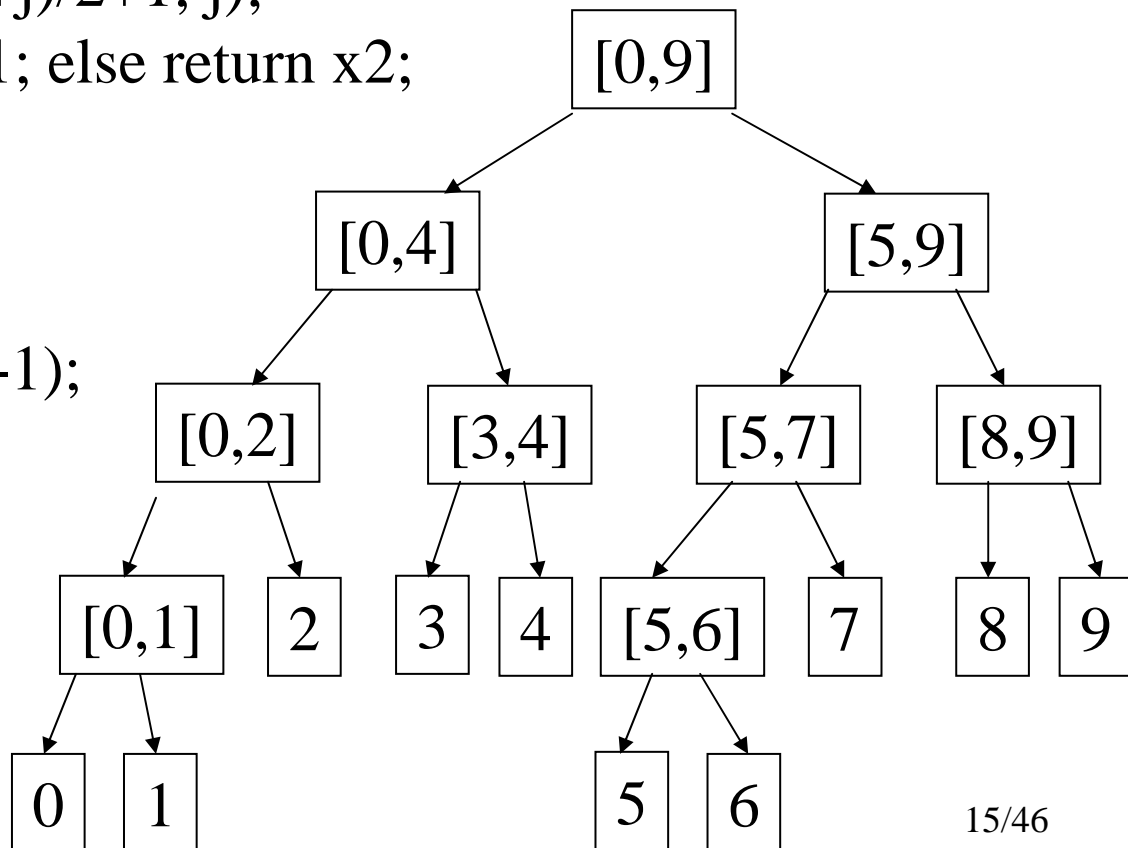 j)/2+1, j);
1; else return x2;
[0,9]
[0,4] [5,9]
-1);
[0,2] [3,4] [5,7] [8,9]
[0,1] 2 3 4 [5,6] 7 8 9
0 1 5 6
15/46